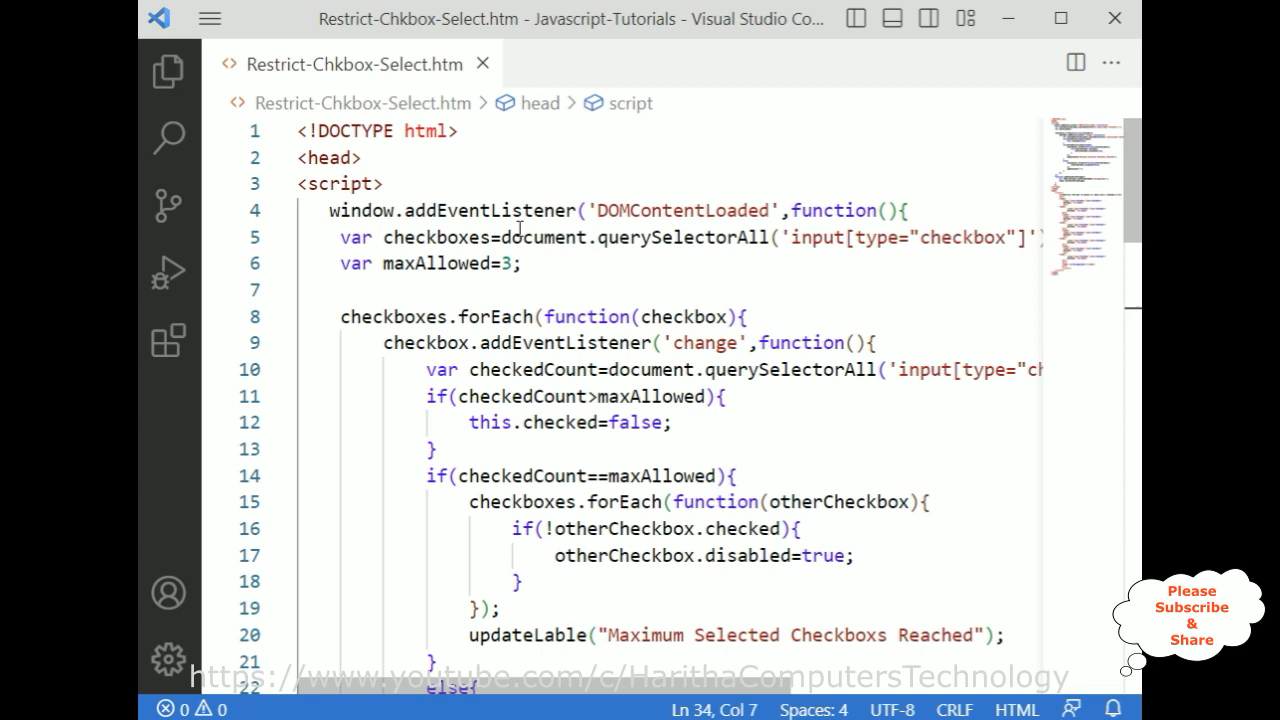 Restrict-Chkbox-Select.htm - Javascript-Tutorials - Visual Studio Co...
Restrict-Chkbox-Select.htm
Restrict-Chkbox-Select.htm > head > script
1 <!DOCTYPE html>
2 <head>
3 <script>
4 window.addEventListener('DOMContentLoaded',function(){
5 var checkboxes=document.querySelectorAll('input[type="checkbox"]')
6 var maxAllowed=3;
7
8 checkboxes.forEach(function(checkbox){
9 checkbox.addEventListener('change',function(){
10 var checkedCount=document.querySelectorAll('input[type="ch
11 if(checkedCount>maxAllowed){
12 this.checked=false;
13 }
14 if(checkedCount==maxAllowed){
15 checkboxes.forEach(function(otherCheckbox){
16 if(!otherCheckbox.checked){
17 otherCheckbox.disabled=true;
18 }
19 });
20 updateLable("Maximum Selected Checkboxs Reached");
21 }
22 else{
https://www.youtube.com/c/HarithaComputersTechnology
Please
Subscribe
&
Share
0 0 Ln 34, Col 7 Spaces: 4 UTF-8 CRLF HTML